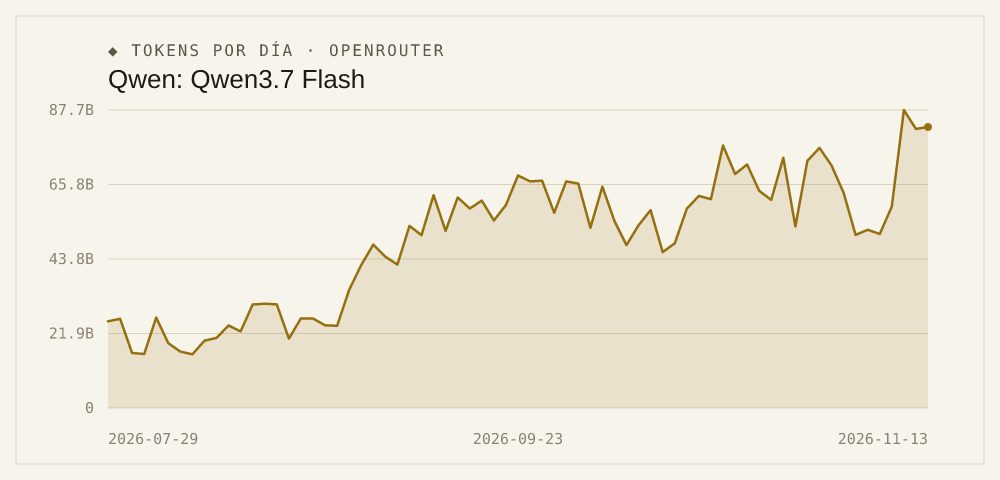 ◆ TOKENS POR DÍA · OPENROUTER
Qwen: Qwen3.7 Flash
87.7B
65.8B
43.8B
21.9B
0
2026-07-29 2026-09-23 2026-11-13